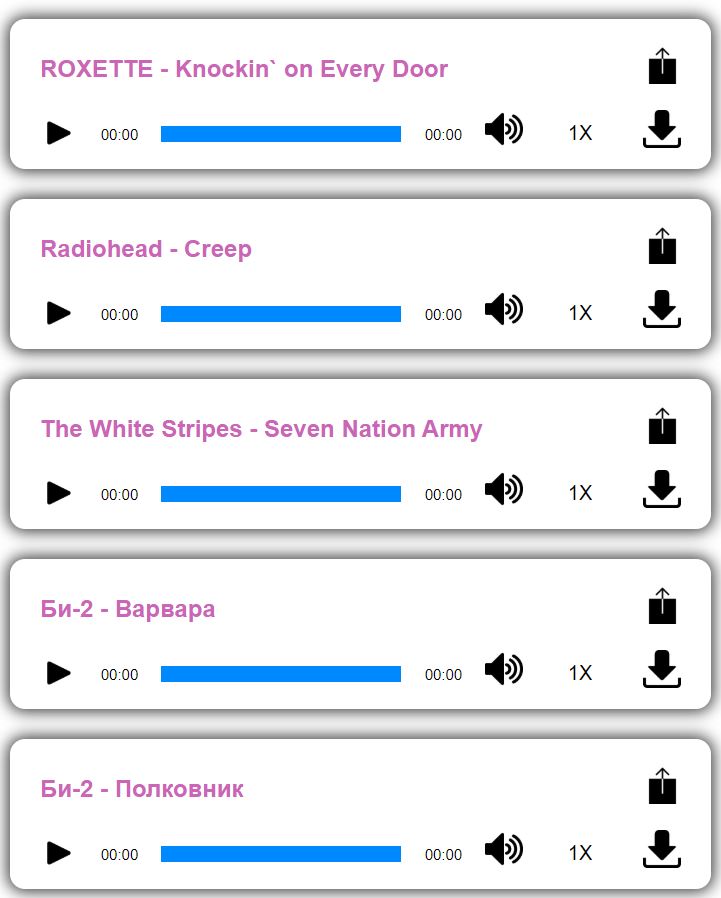 ROXETTE - Knockin` on Every Door
00:00 00:00 1X
Radiohead - Creep
00:00 00:00 1X
The White Stripes - Seven Nation Army
00:00 00:00 1X
Би-2 - Варвара
00:00 00:00 1X
Би-2 - Полковник
00:00 00:00 1X